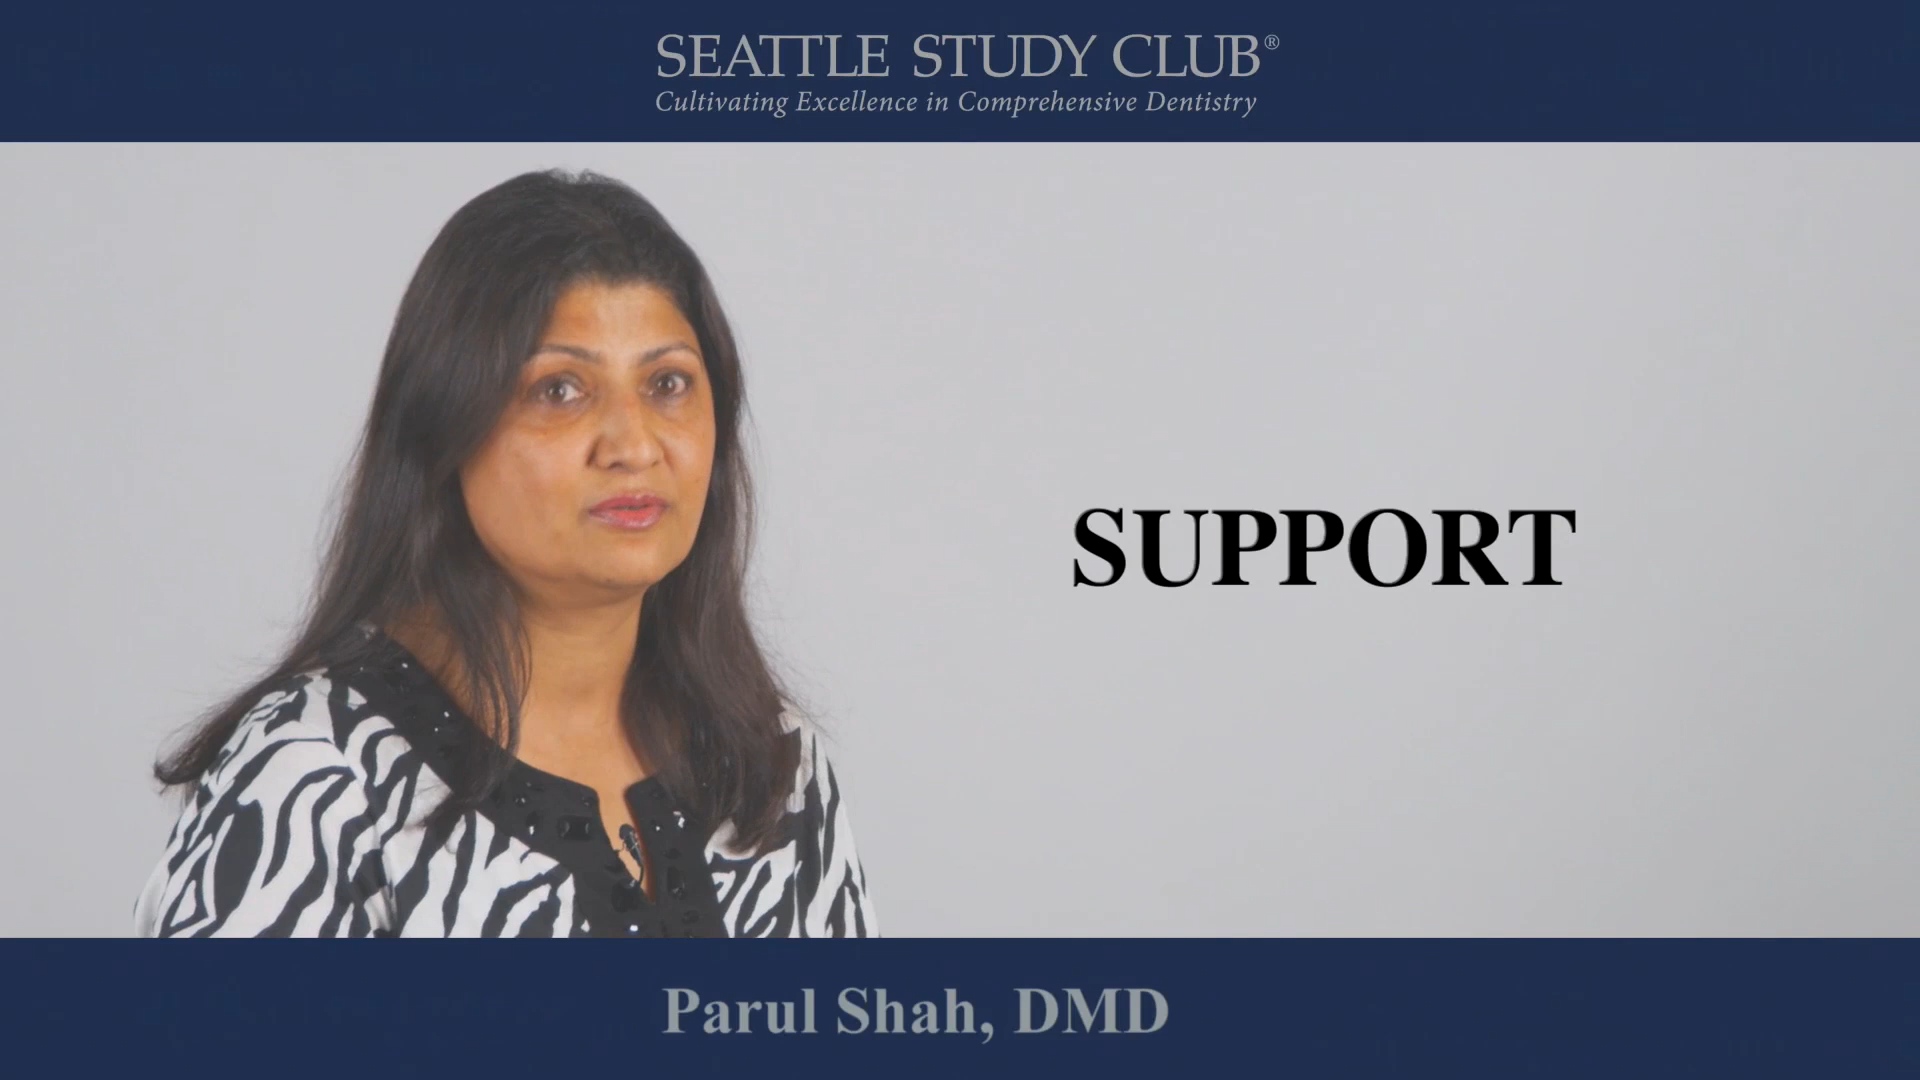 SEATTLE STUDY CLUB®
Cultivating Excellence in Comprehensive Dentistry
SUPPORT
Parul Shah, DMD